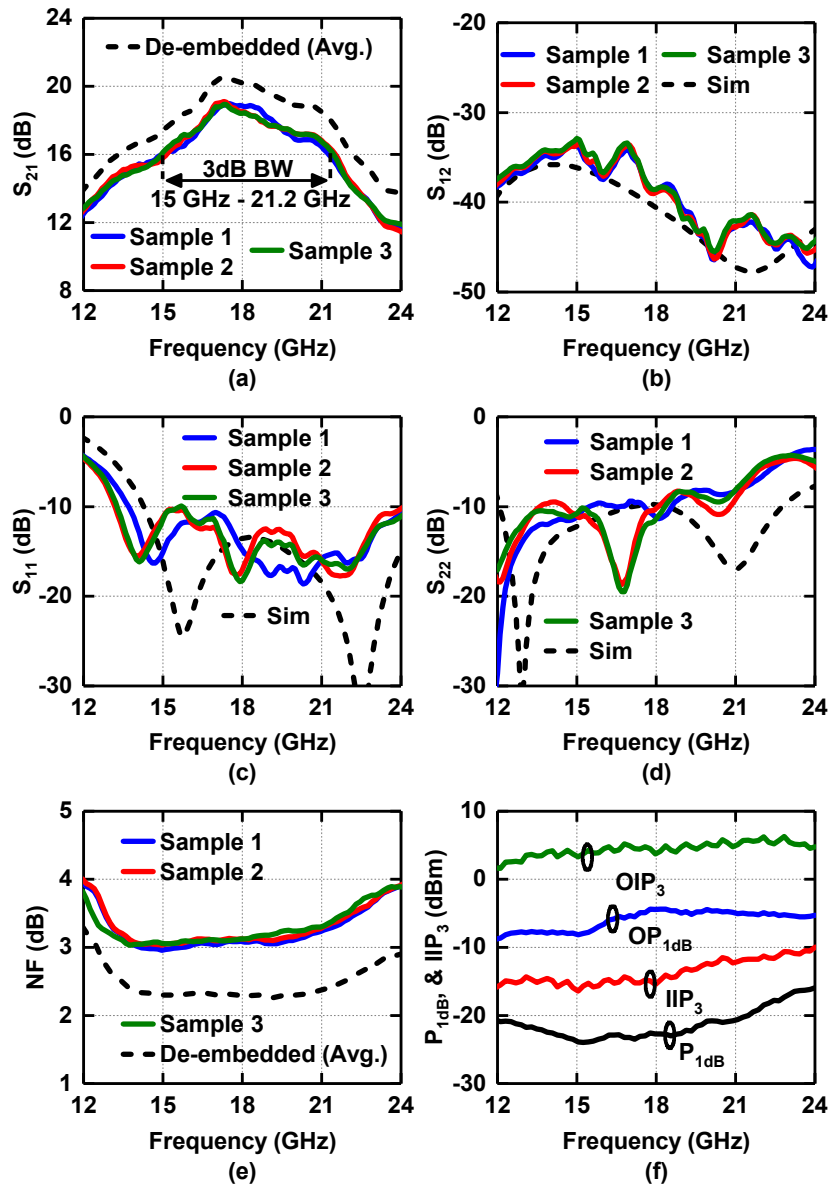 24
20
16
12
8
S21 (dB)
De-embedded (Avg.)
3dB BW
15 GHz - 21.2 GHz
Sample 1
Sample 2
Sample 3
12 15 18 21 24
Frequency (GHz)
(a)
-20
-30
-40
-50
S12 (dB)
Sample 1
Sample 2
Sample 3
Sim
12 15 18 21 24
Frequency (GHz)
(b)
0
-10
-20
-30
S11 (dB)
Sample 1
Sample 2
Sample 3
Sim
12 15 18 21 24
Frequency (GHz)
(c)
0
-10
-20
-30
S22 (dB)
Sample 1
Sample 2
Sample 3
Sim
12 15 18 21 24
Frequency (GHz)
(d)
5
4
3
2
1
NF (dB)
Sample 1
Sample 2
Sample 3
De-embedded (Avg.)
12 15 18 21 24
Frequency (GHz)
(e)
10
0
-10
-20
-30
P1dB, & IIP3 (dBm)
OIP3
OP1dB
IIP3
P1dB
12 15 18 21 24
Frequency (GHz)
(f)